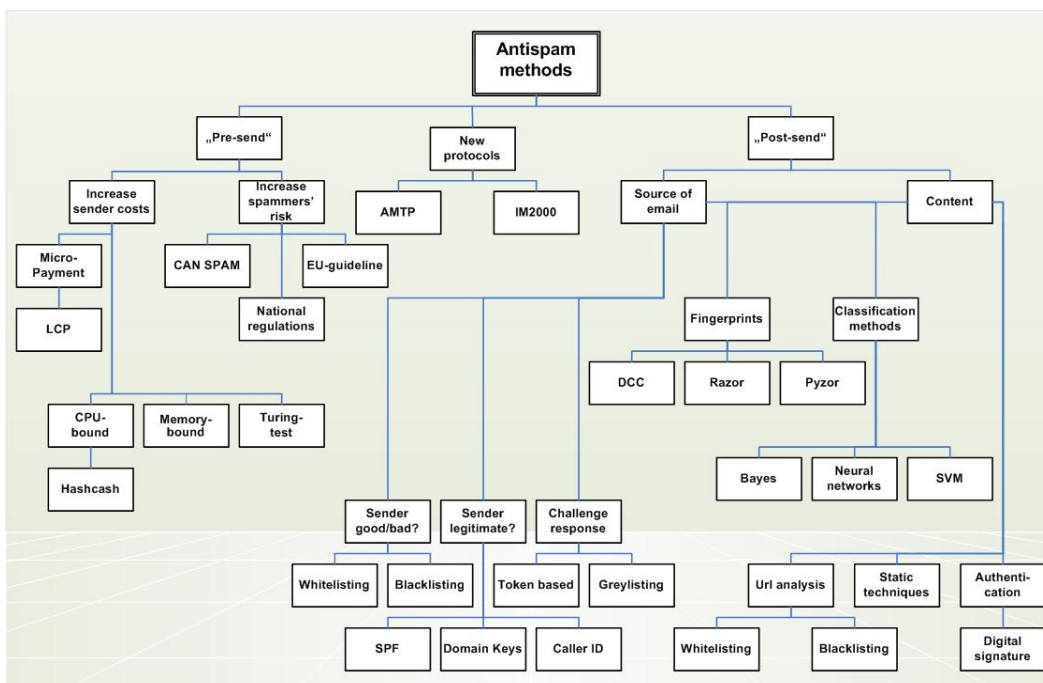 Antispam
methods
„Pre-send“
New
protocols
„Post-send“
Increase
sender costs
Increase
spammers’
risk
AMTP
IM2000
Source of
email
Content
Micro-
Payment
CAN SPAM
EU-guideline
LCP
National
regulations
Fingerprints
Classification
methods
DCC
Razor
Pyzor
CPU-
bound
Memory-
bound
Turing-
test
Hashcash
Bayes
Neural
networks
SVM
Sender
good/bad?
Sender
legitimate?
Challenge
response
Whitelisting
Blacklisting
Token based
Greylisting
Url analysis
Static
techniques
Authenti-
cation
SPF
Domain Keys
Caller ID
Whitelisting
Blacklisting
Digital
signature